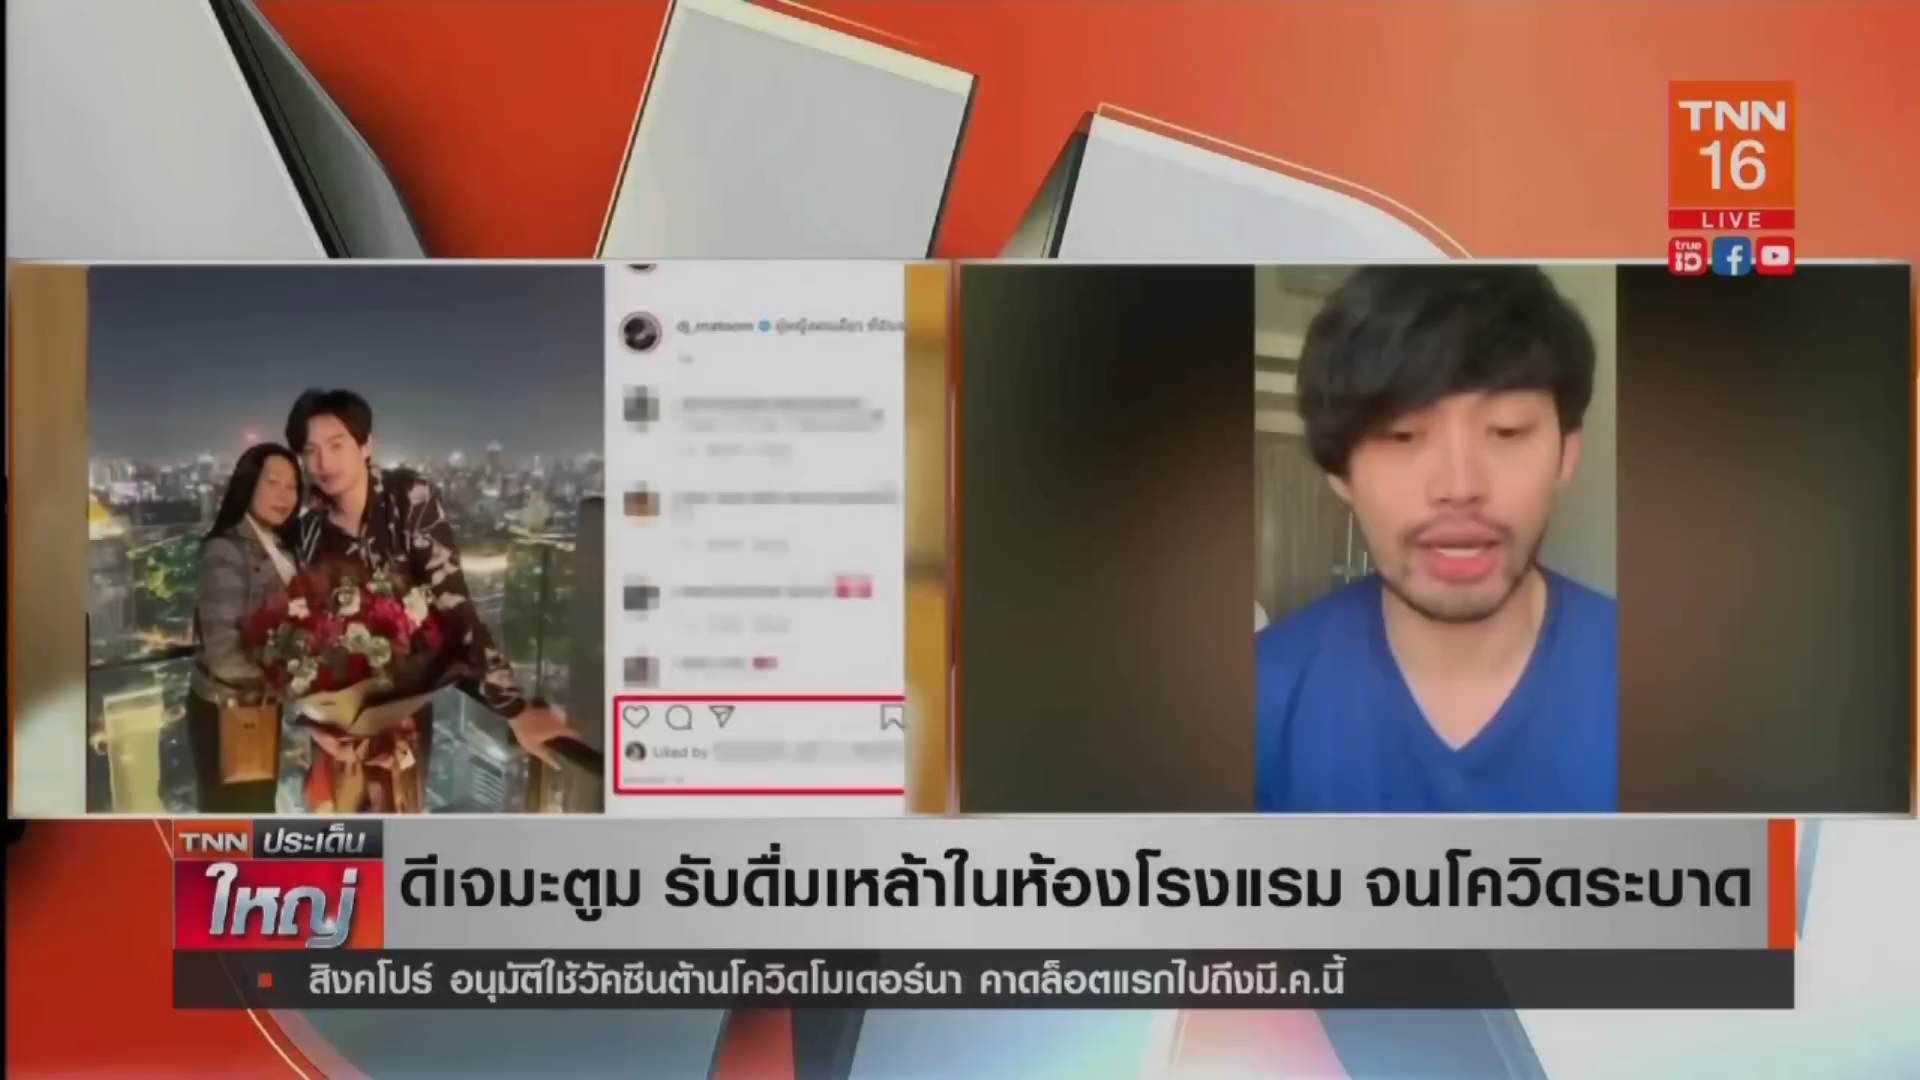 TNN
16
LIVE
true
iD
dj_matoom
Liked by
TNN ประเด็น
ใหญ่
ดีเจมะตูม รับดื่มเหล้าในห้องโรงแรม จนโควิดระบาด
สิงคโปร์ อนุมัติใช้วัคซีนต้านโควิดโมเดอร์นา คาดล็อตแรกไปถึงมี.ค.นี้